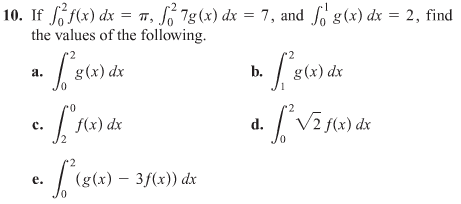 10. If ∫₀² f(x) dx = π, ∫₀² 7g(x) dx = 7, and ∫₀¹ g(x) dx = 2, find
the values of the following.
a. ∫₀² g(x) dx b. ∫₁² g(x) dx
c. ∫₂⁰ f(x) dx d. ∫₀² √2 f(x) dx
e. ∫₀² (g(x) − 3f(x)) dx